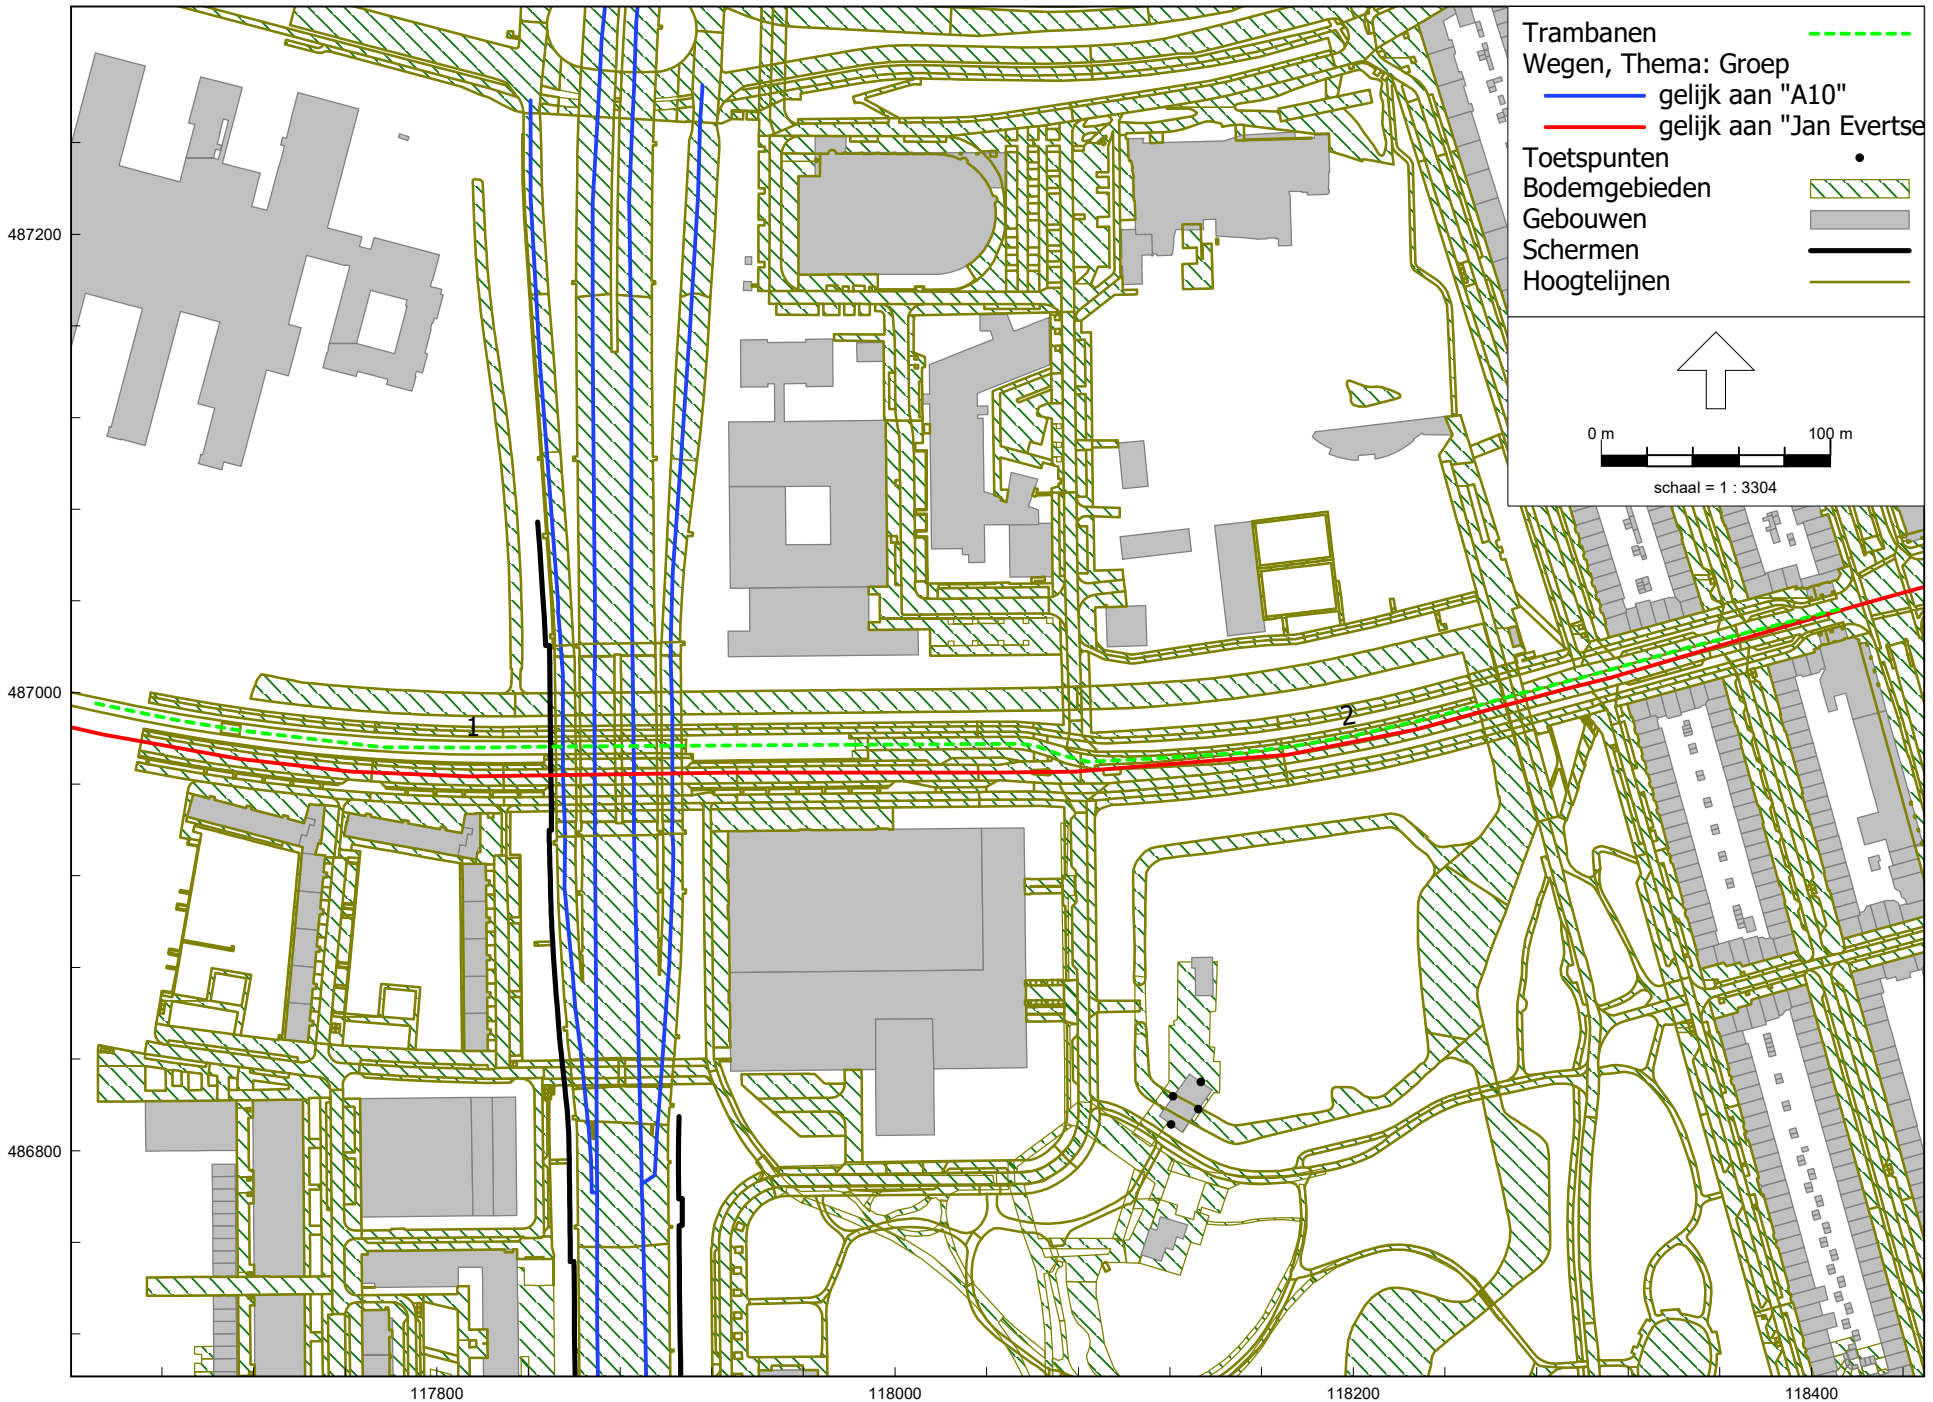 Trambanen
Wegen, Thema: Groep
gelijk aan "A10"
gelijk aan "Jan Evertse
Toetspunten
Bodemgebieden
Gebouwen
Schermen
Hoogtelijnen
0 m 100 m
schaal = 1 : 3304
487200
487000
486800
1
2
117800 118000 118200 118400